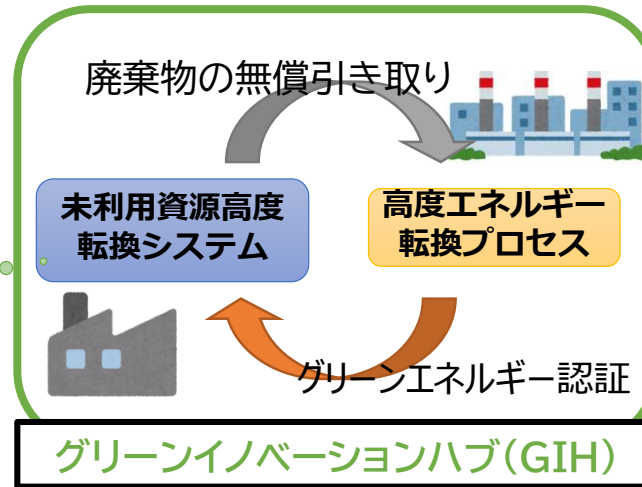 廃棄物の無償引き取り
未利用資源高度
転換システム
高度エネルギー
転換プロセス
グリーンエネルギー認証
グリーンイノベーションハブ(GIH)